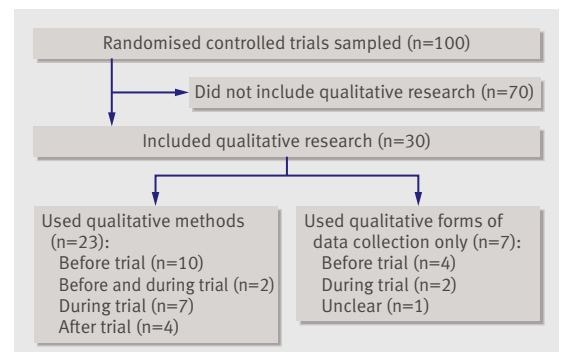 Randomised controlled trials sampled (n=100)
Did not include qualitative research (n=70)
Included qualitative research (n=30)
Used qualitative methods
(n=23):
Before trial (n=10)
Before and during trial (n=2)
During trial (n=7)
After trial (n=4)
Used qualitative forms of
data collection only (n=7):
Before trial (n=4)
During trial (n=2)
Unclear (n=1)